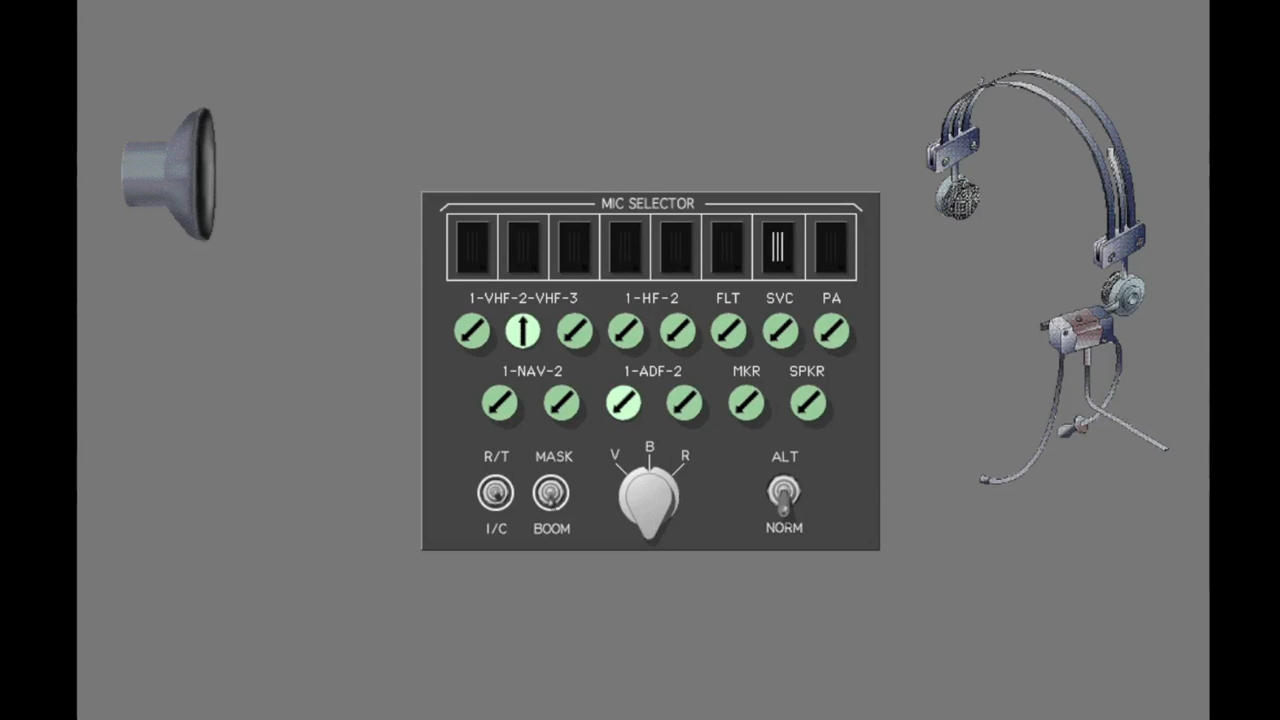 MIC SELECTOR
1-VHF-2-VHF-3 1-HF-2 FLT SVC PA
1-NAV-2 1-ADF-2 MKR SPKR
V B R
R/T MASK ALT
I/C BOOM NORM